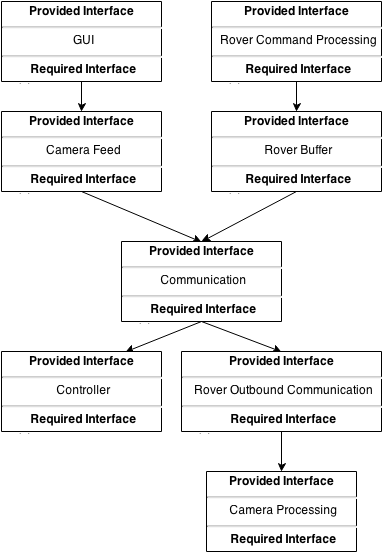 Provided Interface
GUI
Required Interface
Provided Interface
Rover Command Processing
Required Interface
Provided Interface
Camera Feed
Required Interface
Provided Interface
Rover Buffer
Required Interface
Provided Interface
Communication
Required Interface
Provided Interface
Controller
Required Interface
Provided Interface
Rover Outbound Communication
Required Interface
Provided Interface
Camera Processing
Required Interface